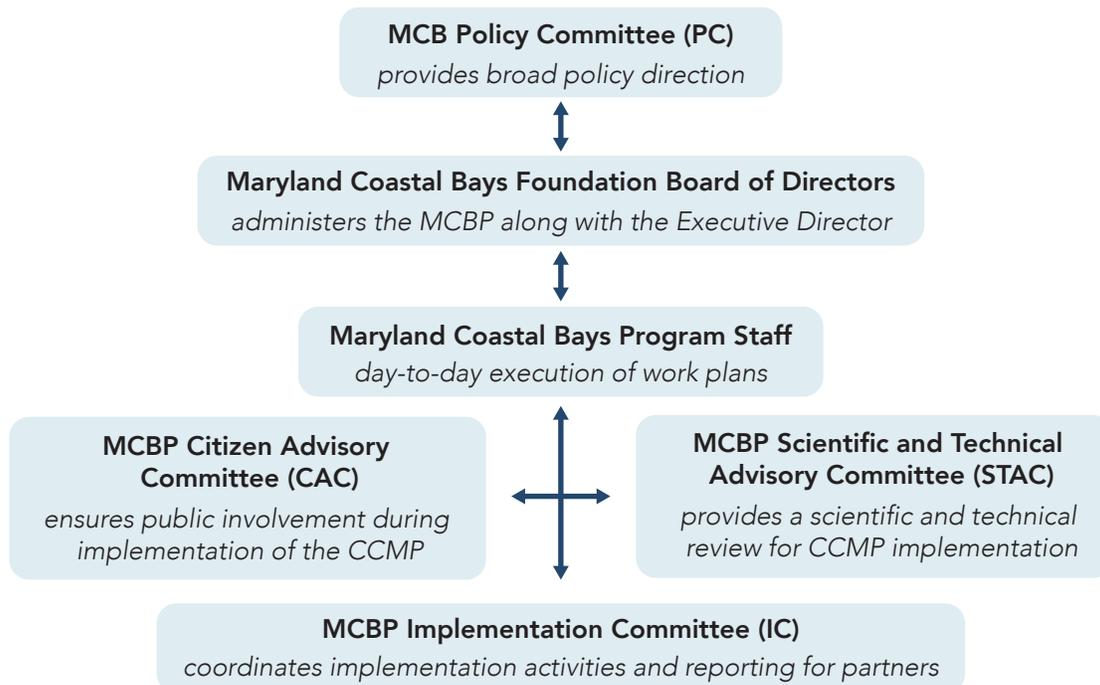 MCB Policy Committee (PC)
provides broad policy direction
Maryland Coastal Bays Foundation Board of Directors
administers the MCBP along with the Executive Director
Maryland Coastal Bays Program Staff
day-to-day execution of work plans
MCBP Citizen Advisory
Committee (CAC)
ensures public involvement during
implementation of the CCMP
MCBP Scientific and Technical
Advisory Committee (STAC)
provides a scientific and technical
review for CCMP implementation
MCBP Implementation Committee (IC)
coordinates implementation activities and reporting for partners